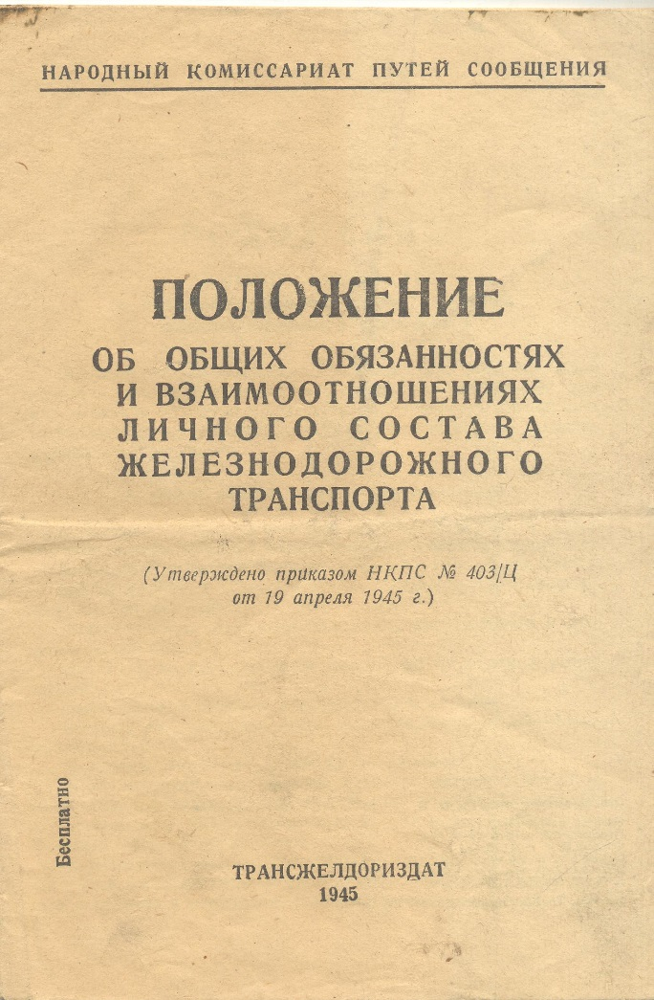 НАРОДНЫЙ КОМИССАРИАТ ПУТЕЙ СООБЩЕНИЯ
ПОЛОЖЕНИЕ
ОБ ОБЩИХ ОБЯЗАННОСТЯХ
И ВЗАИМООТНОШЕНИЯХ
ЛИЧНОГО СОСТАВА
ЖЕЛЕЗНОДОРОЖНОГО
ТРАНСПОРТА
(Утверждено приказом НКПС № 403/Ц
от 19 апреля 1945 г.)
Бесплатно
ТРАНСЖЕЛДОРИЗДАТ
1945